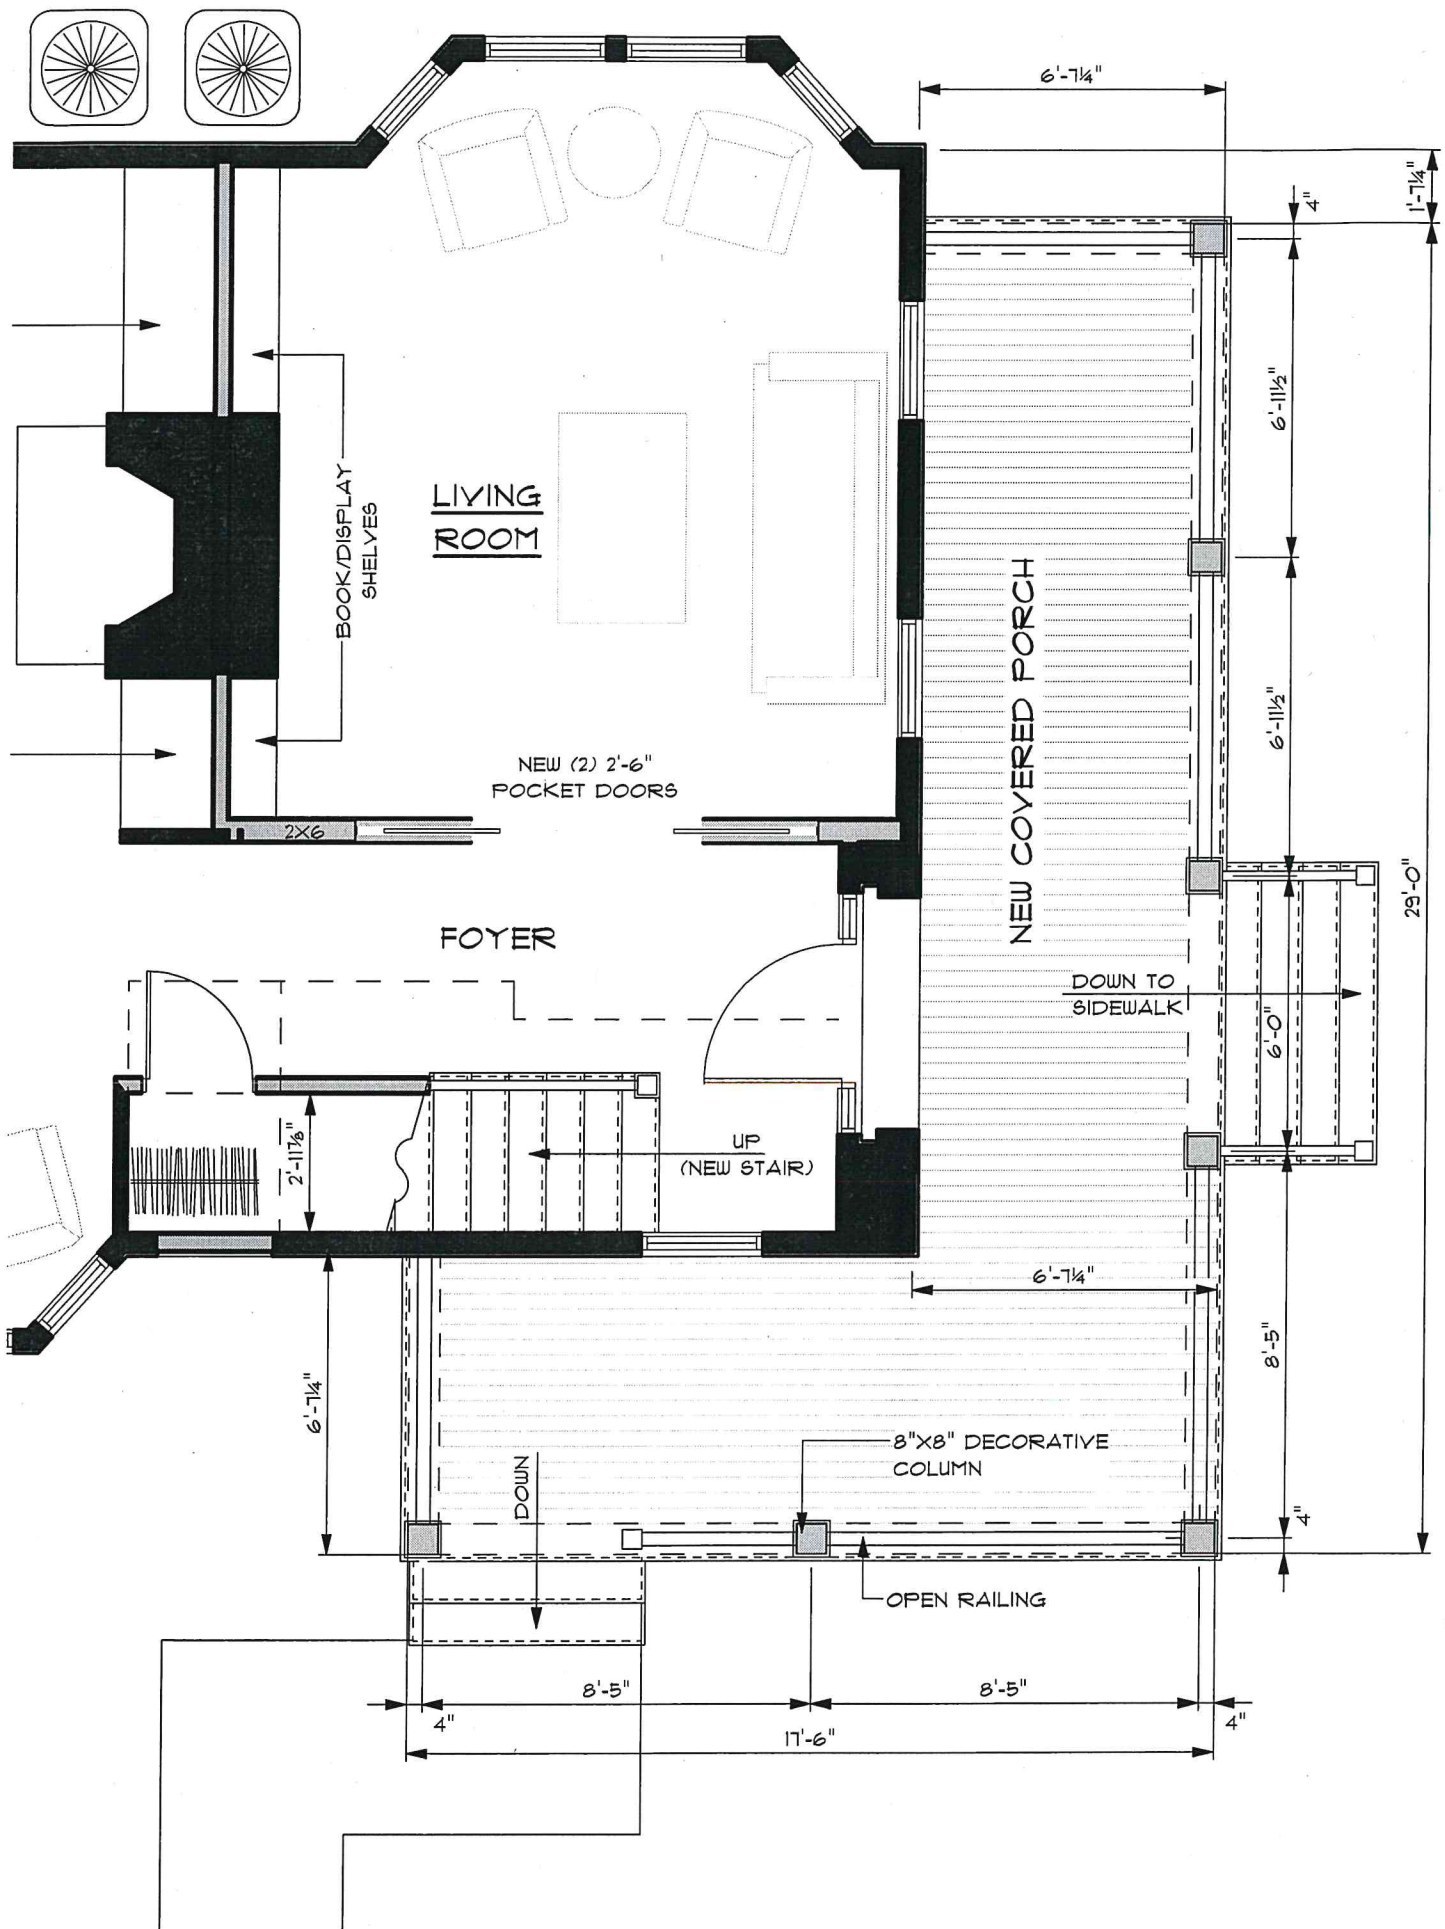 6'-7¼"
1'-7¼"
4"
6'-11½"
BOOK/DISPLAY
SHELVES
LIVING
ROOM
NEW COVERED PORCH
6'-11½"
NEW (2) 2'-6"
POCKET DOORS
2X6
29'-0"
FOYER
DOWN TO
SIDEWALK
6'-0"
2'-11⅞"
UP
(NEW STAIR)
6'-7¼"
8'-5"
6'-7¼"
8"X8" DECORATIVE
COLUMN
DOWN
4"
OPEN RAILING
8'-5"
8'-5"
4"
4"
17'-6"